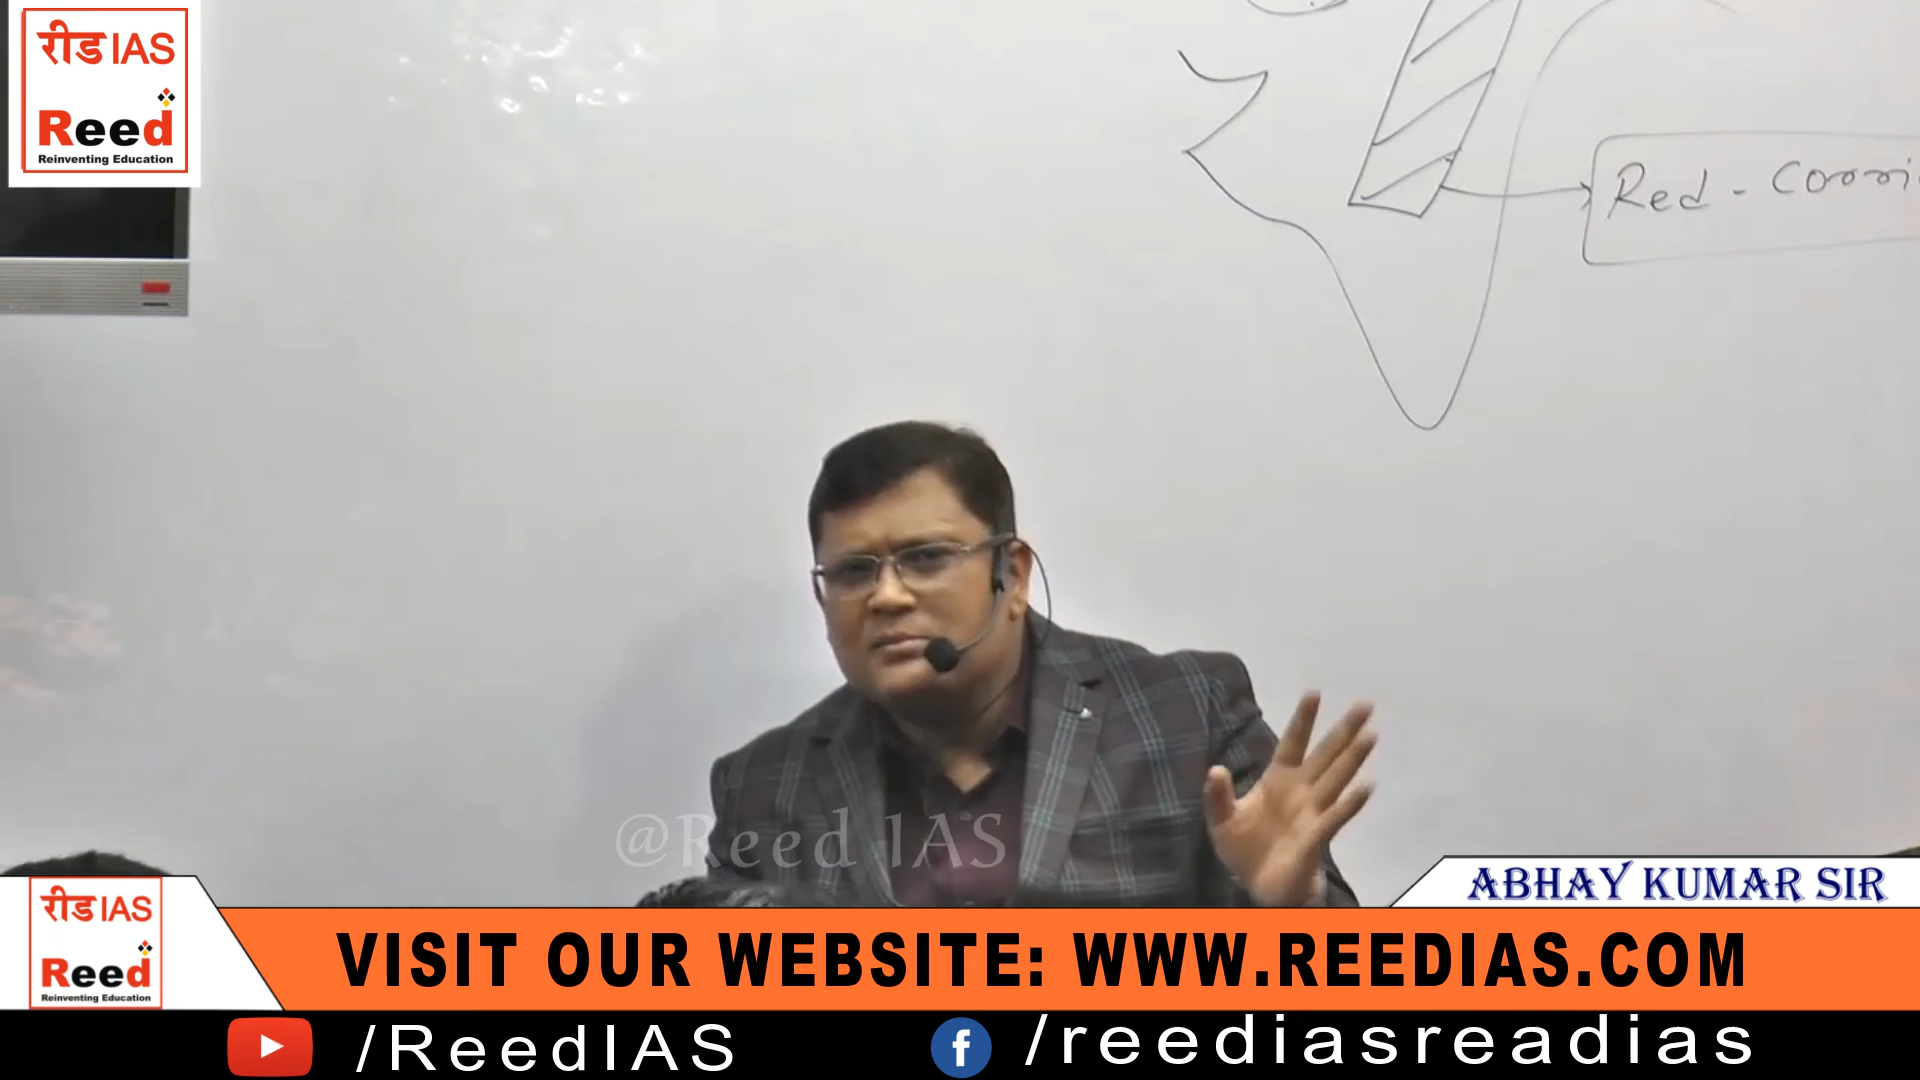 रीड IAS
Reed
Reinventing Education
Red - Corri
@Reed IAS
ABHAY KUMAR SIR
रीड IAS
Reed
Reinventing Education
VISIT OUR WEBSITE: WWW.REEDIAS.COM
/ReedIAS
/reediasreadias